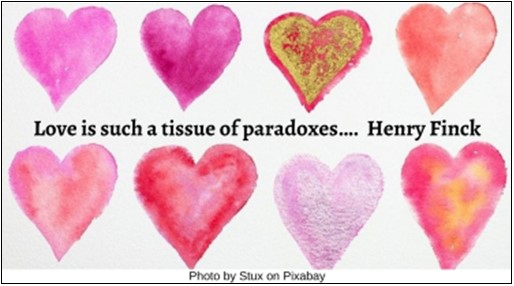 Love is such a tissue of paradoxes.... Henry Finck
Photo by Stux on Pixabay